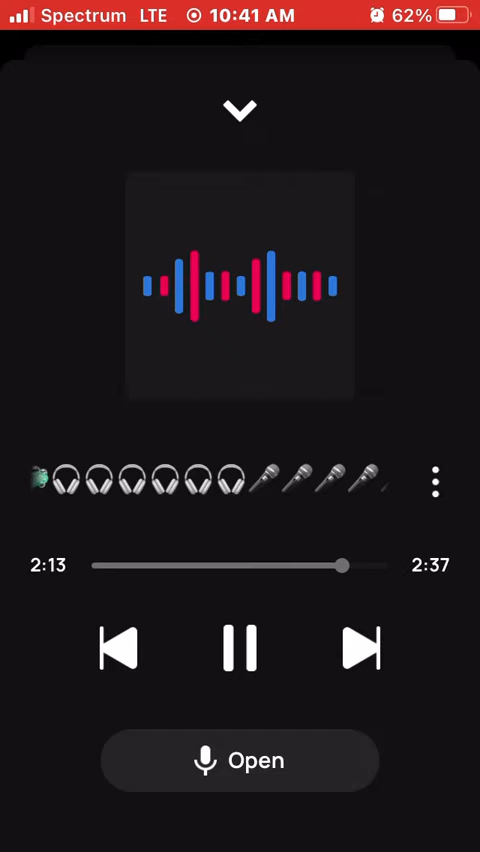 Spectrum LTE 10:41 AM 62%
🎧🎧🎧🎧🎧🎧🎤🎤🎤🎤
2:13 2:37
Open